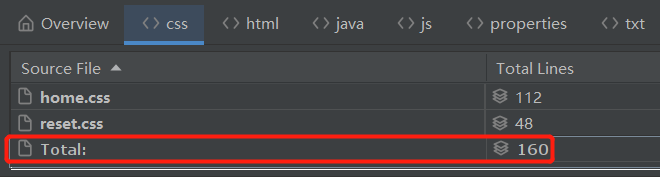 Overview css html java js properties txt
Source File Total Lines
home.css 112
reset.css 48
Total: 160